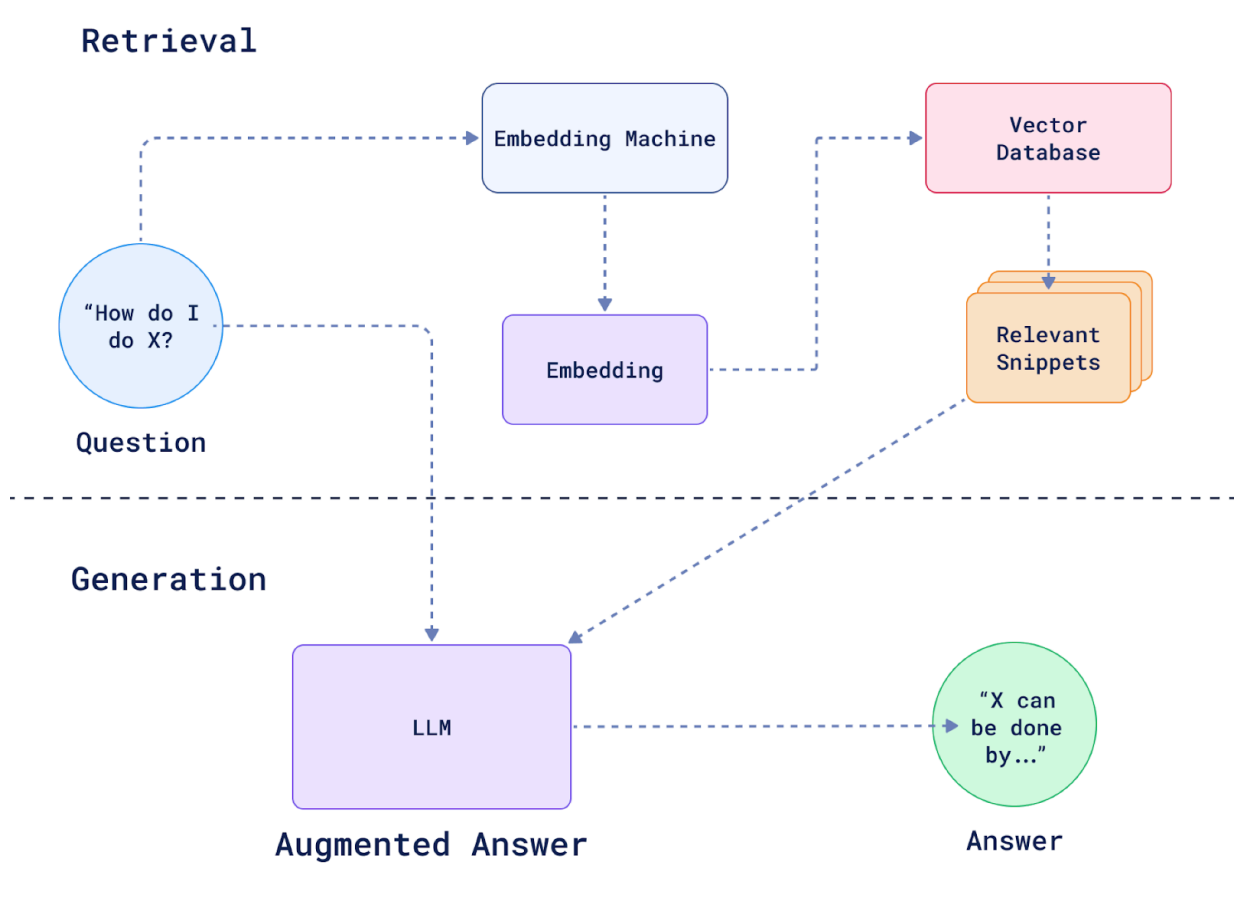 Retrieval
Embedding Machine
Vector
Database
“How do I
do X?
Question
Embedding
Relevant
Snippets
Generation
LLM
Augmented Answer
“X can
be done
by...”
Answer